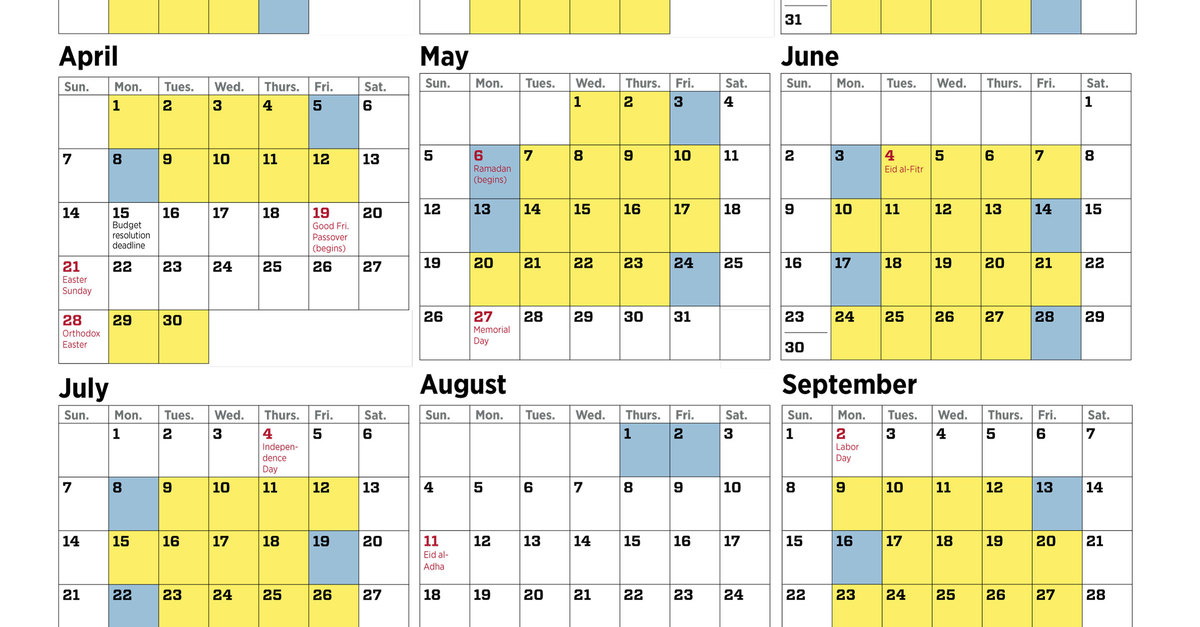 31
April
Sun. Mon. Tues. Wed. Thurs. Fri. Sat.
1 2 3 4 5 6
7 8 9 10 11 12 13
14 15 16 17 18 19 20
Budget Good Fri.
resolution Passover
deadline (begins)
21 22 23 24 25 26 27
Easter
Sunday
28 29 30
Orthodox
Easter
May
Sun. Mon. Tues. Wed. Thurs. Fri. Sat.
1 2 3 4
5 6 7 8 9 10 11
Ramadan
(begins)
12 13 14 15 16 17 18
19 20 21 22 23 24 25
26 27 28 29 30 31
Memorial
Day
June
Sun. Mon. Tues. Wed. Thurs. Fri. Sat.
1
2 3 4 5 6 7 8
Eid al-Fitr
9 10 11 12 13 14 15
16 17 18 19 20 21 22
23 24 25 26 27 28 29
30
July
Sun. Mon. Tues. Wed. Thurs. Fri. Sat.
1 2 3 4 5 6
Indepen-
dence
Day
7 8 9 10 11 12 13
14 15 16 17 18 19 20
21 22 23 24 25 26 27
August
Sun. Mon. Tues. Wed. Thurs. Fri. Sat.
1 2 3
4 5 6 7 8 9 10
11 12 13 14 15 16 17
Eid al-
Adha
18 19 20 21 22 23 24
September
Sun. Mon. Tues. Wed. Thurs. Fri. Sat.
1 2 3 4 5 6 7
Labor
Day
8 9 10 11 12 13 14
15 16 17 18 19 20 21
22 23 24 25 26 27 28